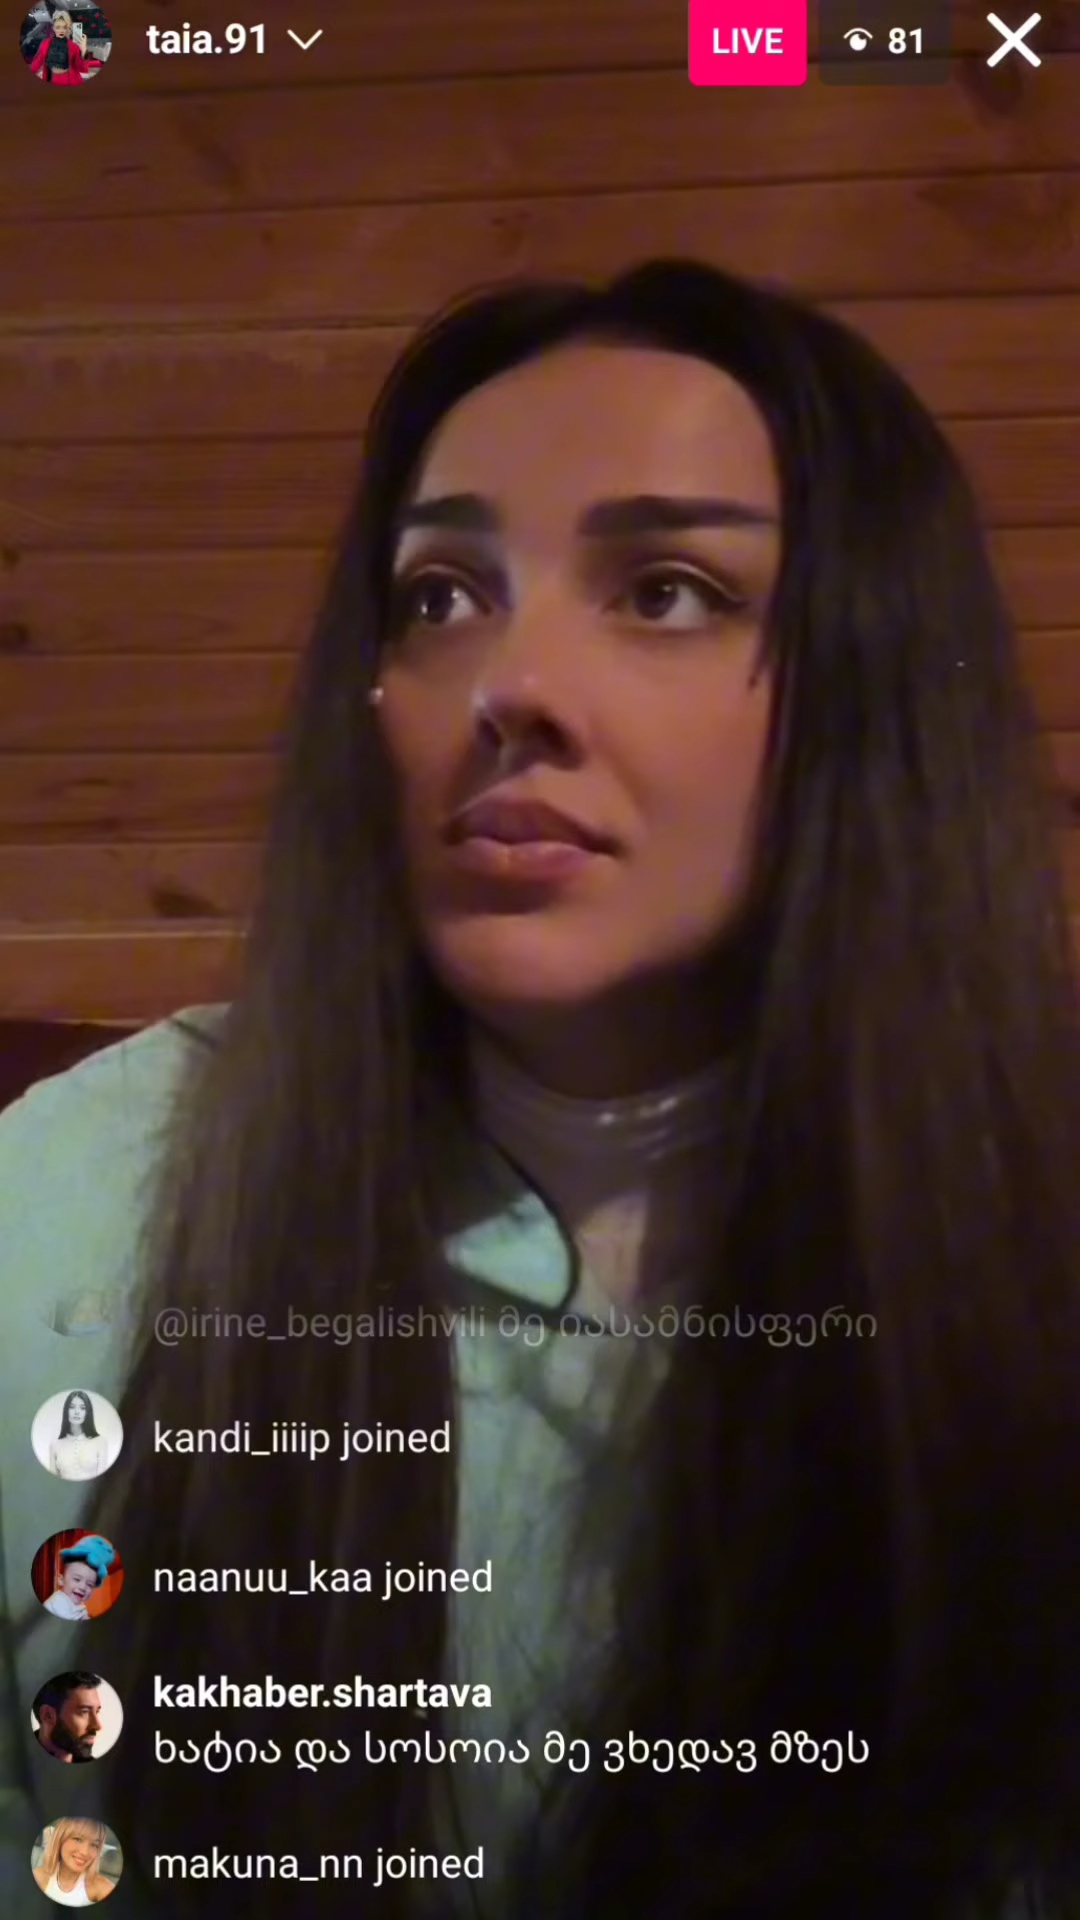 taia.91
LIVE
81
@irine_begalishvili მე იასამნისფერი
kandi_iiiip joined
naanuu_kaa joined
kakhaber.shartava
ხატია და სოსოია მე ვხედავ მზეს
makuna_nn joined